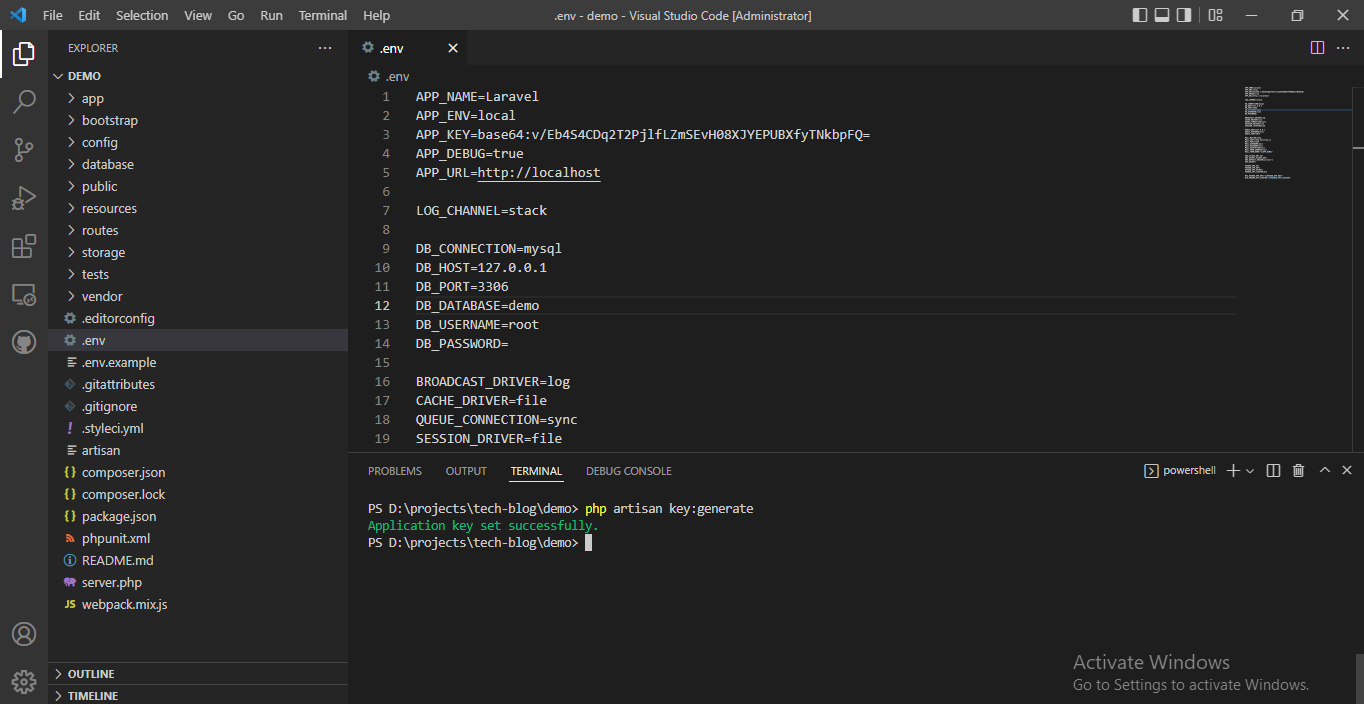 File Edit Selection View Go Run Terminal Help .env - demo - Visual Studio Code [Administrator]
EXPLORER
DEMO
app
bootstrap
config
database
public
resources
routes
storage
tests
vendor
.editorconfig
.env
.env.example
.gitattributes
.gitignore
.styleci.yml
artisan
composer.json
composer.lock
package.json
phpunit.xml
README.md
server.php
JS webpack.mix.js
OUTLINE
TIMELINE
.env
.env
1 APP_NAME=Laravel
2 APP_ENV=local
3 APP_KEY=base64:v/Eb4S4CDq2T2PjlfLZmSEvH08XJYEPUBXfyTNkbpFQ=
4 APP_DEBUG=true
5 APP_URL=http://localhost
6
7 LOG_CHANNEL=stack
8
9 DB_CONNECTION=mysql
10 DB_HOST=127.0.0.1
11 DB_PORT=3306
12 DB_DATABASE=demo
13 DB_USERNAME=root
14 DB_PASSWORD=
15
16 BROADCAST_DRIVER=log
17 CACHE_DRIVER=file
18 QUEUE_CONNECTION=sync
19 SESSION_DRIVER=file
PROBLEMS OUTPUT TERMINAL DEBUG CONSOLE powershell
PS D:\projects\tech-blog\demo> php artisan key:generate
Application key set successfully.
PS D:\projects\tech-blog\demo>
Activate Windows
Go to Settings to activate Windows.